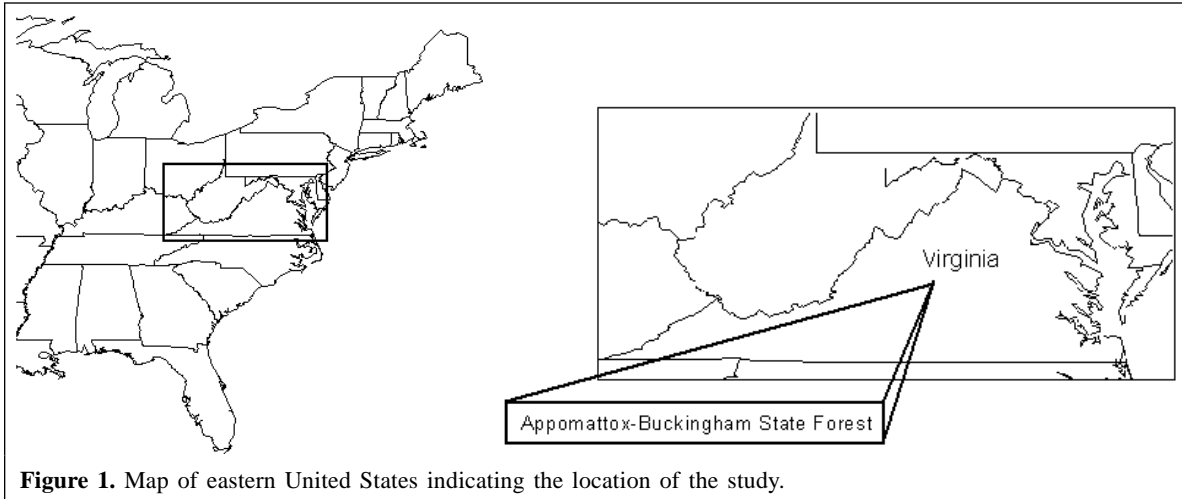 Virginia
Appomattox-Buckingham State Forest
Figure 1. Map of eastern United States indicating the location of the study.